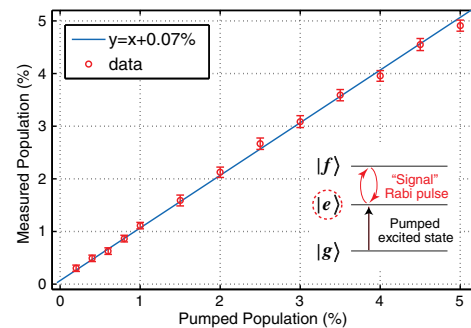 y=x+0.07%
data
Measured Population (%)
5
4
3
2
1
0
|f⟩
"Signal"
Rabi pulse
|e⟩
Pumped
excited state
|g⟩
0 1 2 3 4 5
Pumped Population (%)